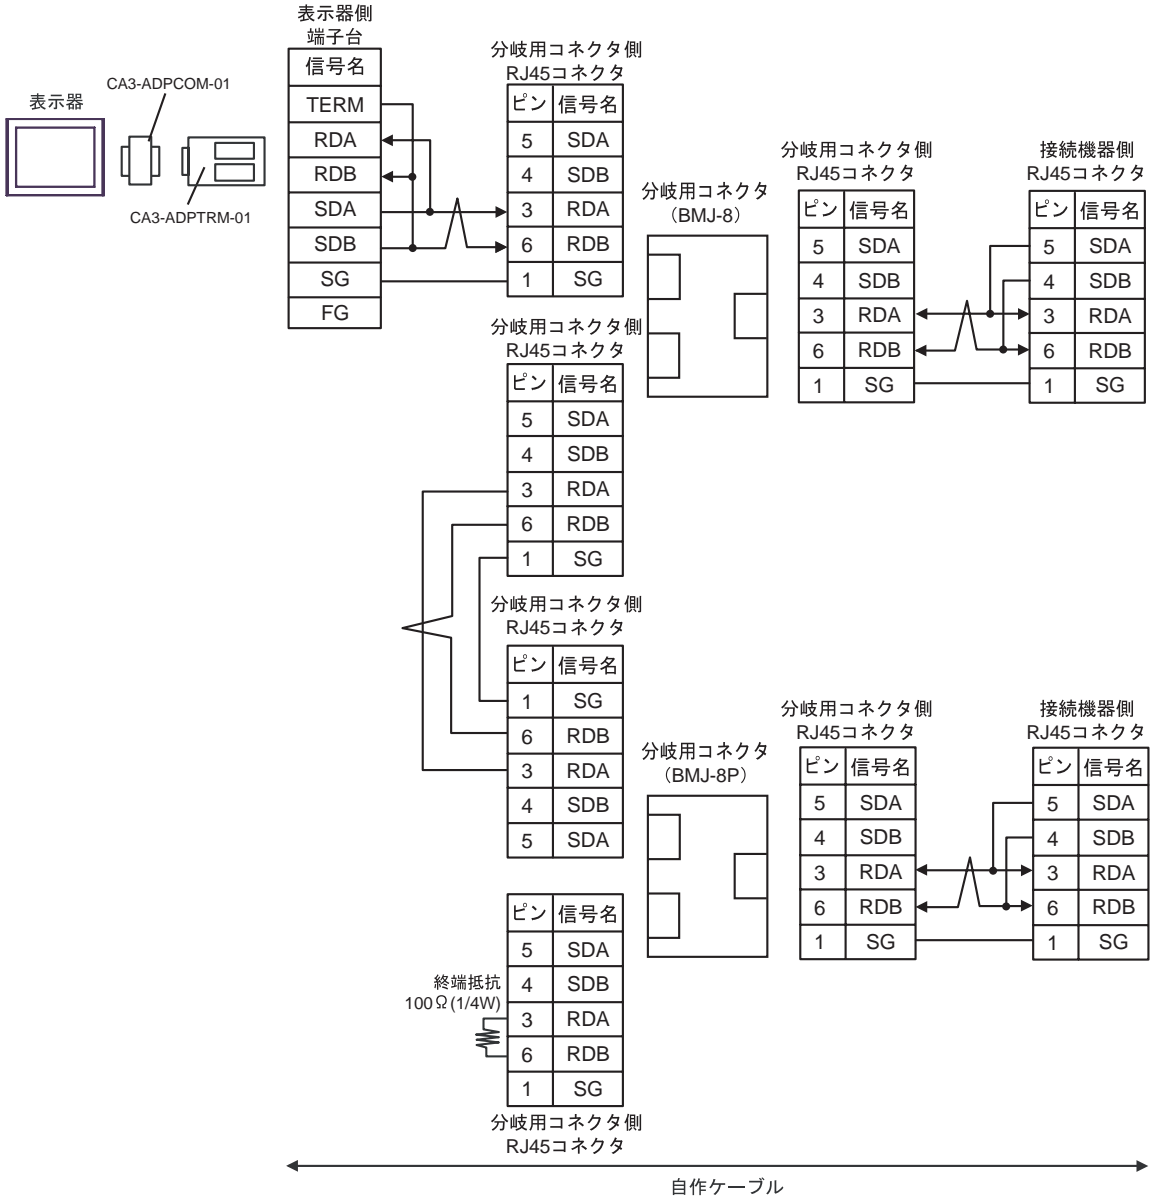 表示器
CA3-ADPCOM-01
CA3-ADPTRM-01
表示器側
端子台
信号名
TERM
RDA
RDB
SDA
SDB
SG
FG
分岐用コネクタ側
RJ45コネクタ
ピン 信号名
5 SDA
4 SDB
3 RDA
6 RDB
1 SG
分岐用コネクタ側
RJ45コネクタ
ピン 信号名
5 SDA
4 SDB
3 RDA
6 RDB
1 SG
分岐用コネクタ
（BMJ-8）
分岐用コネクタ側
RJ45コネクタ
ピン 信号名
5 SDA
4 SDB
3 RDA
6 RDB
1 SG
接続機器側
RJ45コネクタ
ピン 信号名
5 SDA
4 SDB
3 RDA
6 RDB
1 SG
分岐用コネクタ側
RJ45コネクタ
ピン 信号名
1 SG
6 RDB
3 RDA
4 SDB
5 SDA
分岐用コネクタ
（BMJ-8P）
分岐用コネクタ側
RJ45コネクタ
ピン 信号名
5 SDA
4 SDB
3 RDA
6 RDB
1 SG
接続機器側
RJ45コネクタ
ピン 信号名
5 SDA
4 SDB
3 RDA
6 RDB
1 SG
終端抵抗
100Ω(1/4W)
ピン 信号名
5 SDA
4 SDB
3 RDA
6 RDB
1 SG
分岐用コネクタ側
RJ45コネクタ
自作ケーブル